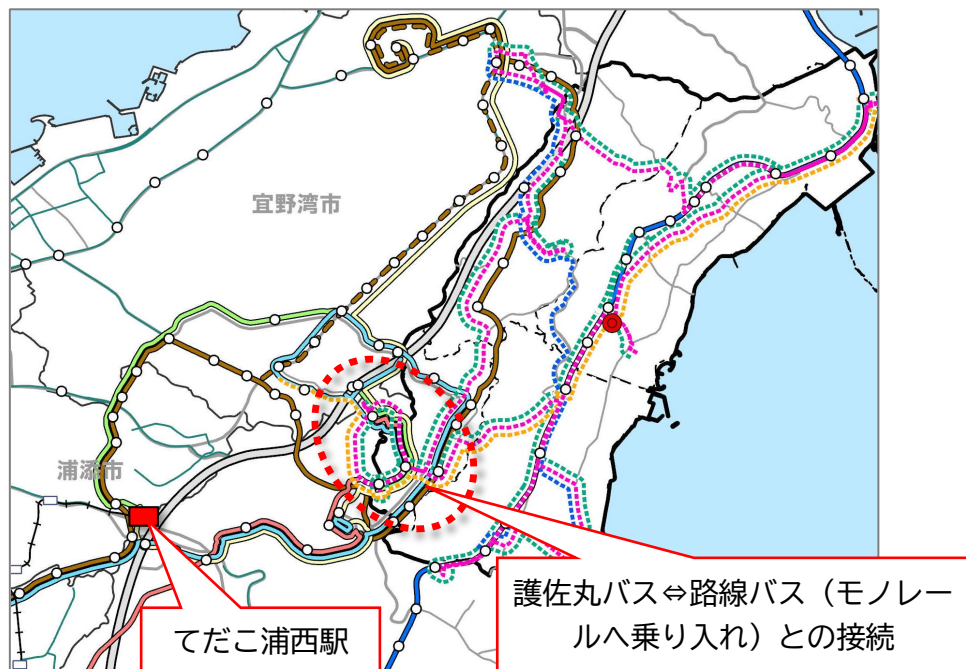 宜野湾市
浦添市
てだこ浦西駅
護佐丸バス⇔路線バス（モノレー
ルへ乗り入れ）との接続